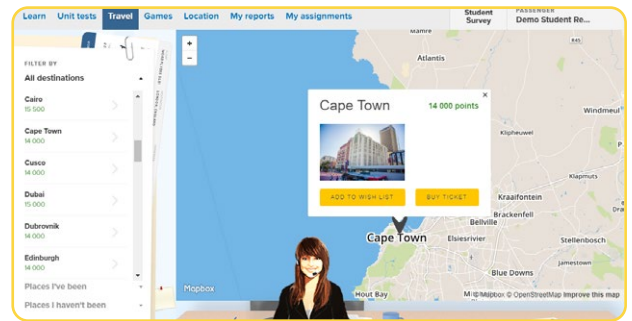 Learn Unit tests Travel Games Location My reports My assignments
Student
Survey
PASSENGER
Demo Student Re...
FILTER BY
All destinations
Cairo
15 500
Cape Town
14 000
Cusco
14 000
Dubai
15 000
Dubrovnik
14 000
Edinburgh
14 000
Places I've been
Places I haven't been
+
-
Mamre
Atlantis
R45
Cape Town
14 000 points
×
ADD TO WISH LIST
BUY TICKET
Windmeul
Klipheuwel
Klapmuts
Kraaifontein
Brackenfell
Bellville
Cape Town
Elsiesrivier
Stellenbosch
Jamestown
Blue Downs
Hout Bay
Mapbox
© Mapbox © OpenStreetMap Improve this map